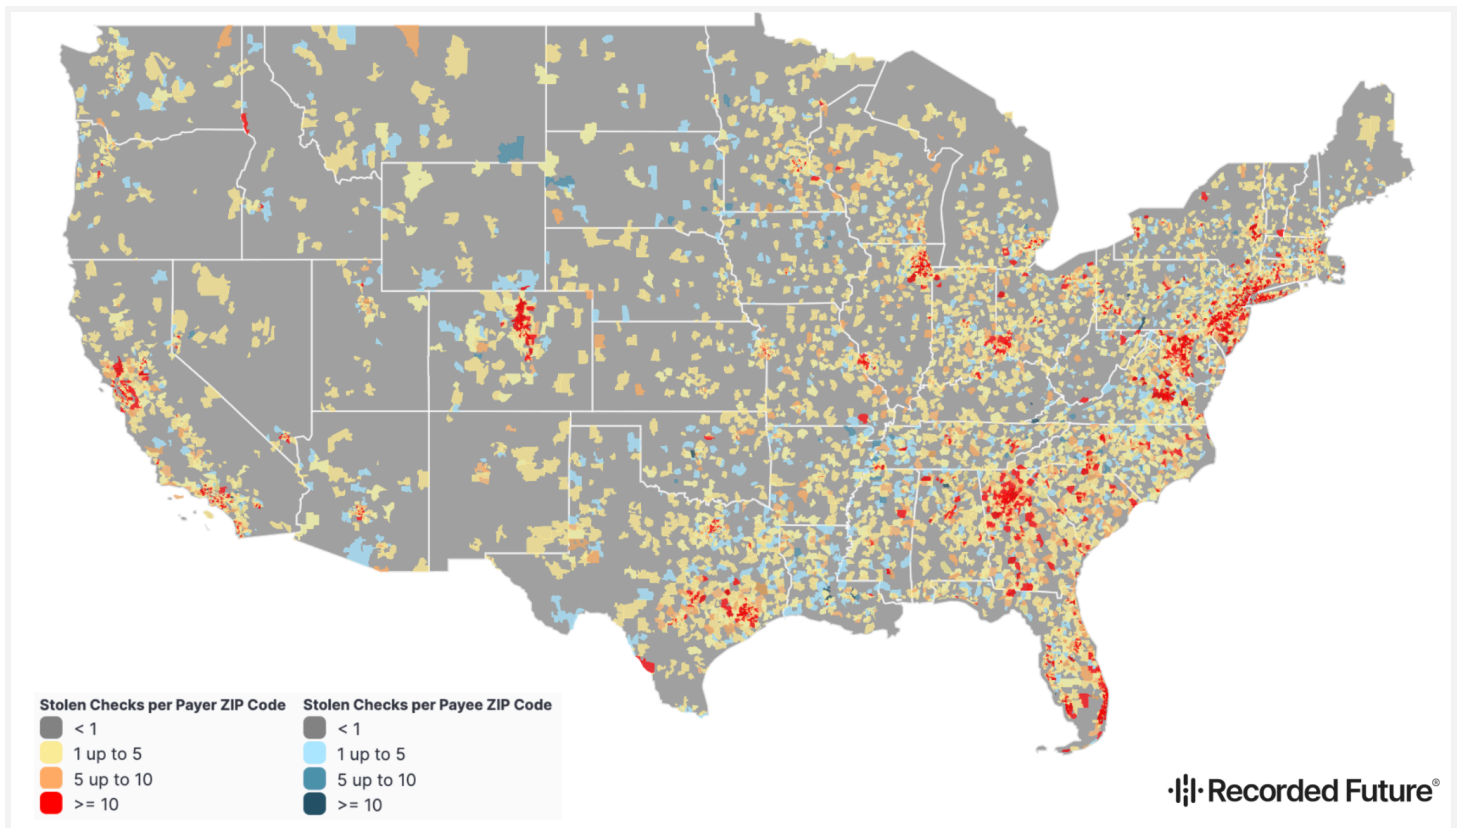 Stolen Checks per Payer ZIP Code
< 1
1 up to 5
5 up to 10
>= 10
Stolen Checks per Payee ZIP Code
< 1
1 up to 5
5 up to 10
>= 10
Recorded Future®